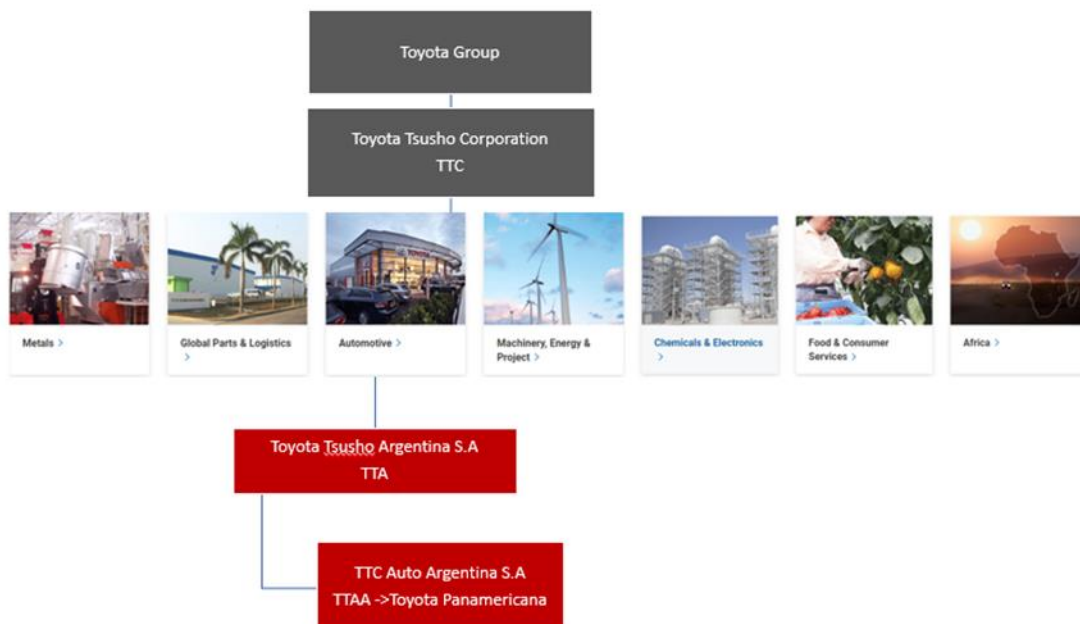 Toyota Group
Toyota Tsusho Corporation
TTC
Metals >
Global Parts & Logistics
>
Automotive >
Machinery, Energy &
Project >
Chemicals & Electronics
>
Food & Consumer
Services >
Africa >
Toyota Tsusho Argentina S.A
TTA
TTC Auto Argentina S.A
TTAA ->Toyota Panamericana